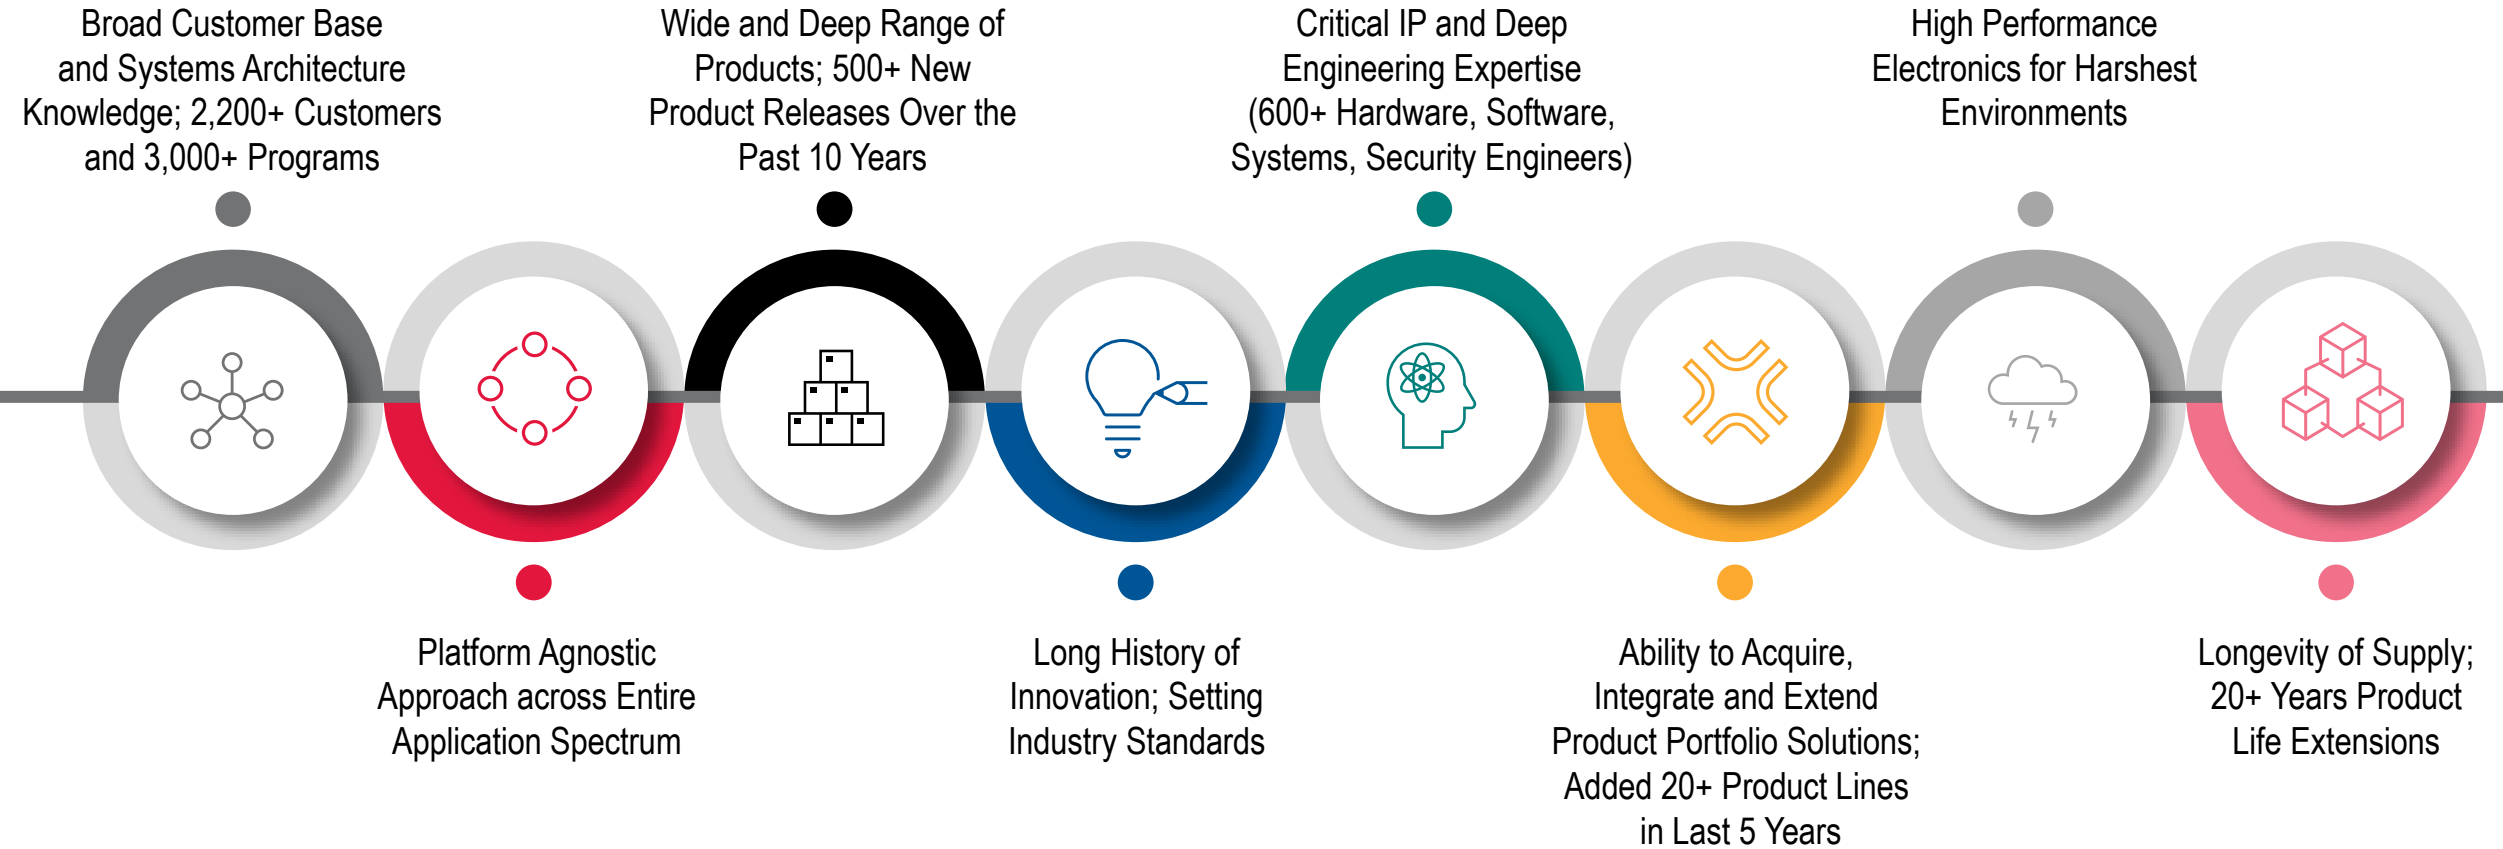 Broad Customer Base
and Systems Architecture
Knowledge; 2,200+ Customers
and 3,000+ Programs
Platform Agnostic
Approach across Entire
Application Spectrum
Wide and Deep Range of
Products; 500+ New
Product Releases Over the
Past 10 Years
Long History of
Innovation; Setting
Industry Standards
Critical IP and Deep
Engineering Expertise
(600+ Hardware, Software,
Systems, Security Engineers)
Ability to Acquire,
Integrate and Extend
Product Portfolio Solutions;
Added 20+ Product Lines
in Last 5 Years
High Performance
Electronics for Harshest
Environments
Longevity of Supply;
20+ Years Product
Life Extensions